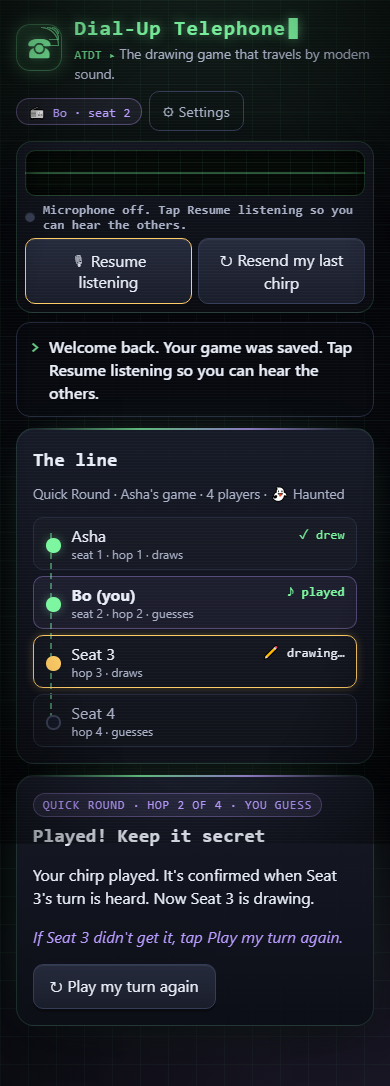 Dial-Up Telephone
ATDT ▸ The drawing game that travels by modem
sound.
📻 Bo · seat 2
⚙ Settings
Microphone off. Tap Resume listening so you
can hear the others.
🎙 Resume
listening
↻ Resend my last
chirp
> Welcome back. Your game was saved. Tap
Resume listening so you can hear the
others.
The line
Quick Round · Asha's game · 4 players · 👻 Haunted
Asha
✓ drew
seat 1 · hop 1 · draws
Bo (you)
♪ played
seat 2 · hop 2 · guesses
Seat 3
✏️ drawing…
hop 3 · draws
Seat 4
hop 4 · guesses
QUICK ROUND · HOP 2 OF 4 · YOU GUESS
Played! Keep it secret
Your chirp played. It's confirmed when Seat
3's turn is heard. Now Seat 3 is drawing.
If Seat 3 didn't get it, tap Play my turn again.
↻ Play my turn again